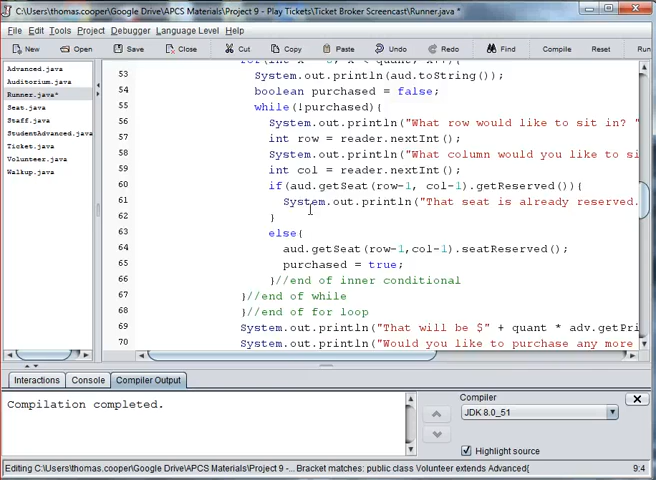 C:\Users\thomas.cooper\Google Drive\APCS Materials\Project 9 - Play Tickets\Ticket Broker Screencast\Runner.java *
File Edit Tools Project Debugger Language Level Help
New Open Save Close Cut Copy Paste Undo Redo Find Compile Reset Run
Advanced.java
Auditorium.java
Runner.java*
Seat.java
Staff.java
StudentAdvanced.java
Ticket.java
Volunteer.java
Walkup.java
53 System.out.println(aud.toString());
54 boolean purchased = false;
55 while(!purchased){
56 System.out.println("What row would like to sit in? "
57 int row = reader.nextInt();
58 System.out.println("What column would you like to si
59 int col = reader.nextInt();
60 if(aud.getSeat(row-1, col-1).getReserved()){
61 System.out.println("That seat is already reserved.
62 }
63 else{
64 aud.getSeat(row-1,col-1).seatReserved();
65 purchased = true;
66 }//end of inner conditional
67 }//end of while
68 }//end of for loop
69 System.out.println("That will be $" + quant * adv.getPri
70 System.out.println("Would you like to purchase any more
Interactions Console Compiler Output
Compilation completed.
Compiler
JDK 8.0_51
Highlight source
Editing C:\Users\thomas.cooper\Google Drive\APCS Materials\Project 9 -... Bracket matches: public class Volunteer extends Advanced{ 9:4